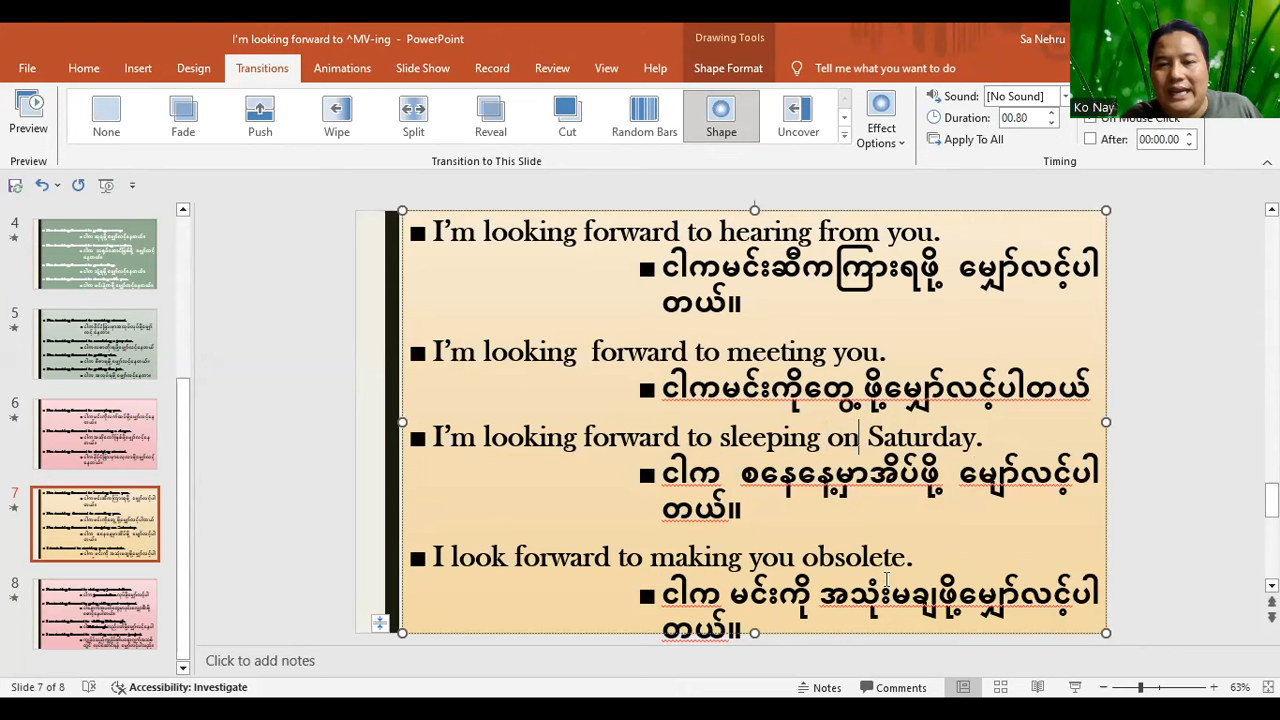 I'm looking forward to ^MV-ing - PowerPoint
Drawing Tools
Sa Nehru
File
Home
Insert
Design
Transitions
Animations
Slide Show
Record
Review
View
Help
Shape Format
Tell me what you want to do
Ko Nay
Preview
None
Fade
Push
Wipe
Split
Reveal
Cut
Random Bars
Shape
Uncover
Effect
Options
Sound: [No Sound]
Duration: 00.80
Apply To All
On Mouse Click
After: 00:00.00
Preview
Transition to This Slide
Timing
4
5
6
7
8
■ I'm looking forward to hearing from you.
■ ငါကမင်းဆီကကြားရဖို့ မျှော်လင့်ပါ
တယ်။
■ I'm looking  forward to meeting you.
■ ငါကမင်းကိုတွေ့ဖို့မျှော်လင့်ပါတယ်
■ I'm looking forward to sleeping on Saturday.
■ ငါက စနေနေ့မှာအိပ်ဖို့ မျော်လင့်ပါ
တယ်။
■ I look forward to making you obsolete.
■ ငါက မင်းကို အသုံးမချဖို့မျှော်လင့်ပါ
တယ်။
Click to add notes
Slide 7 of 8
Accessibility: Investigate
Notes
Comments
63%